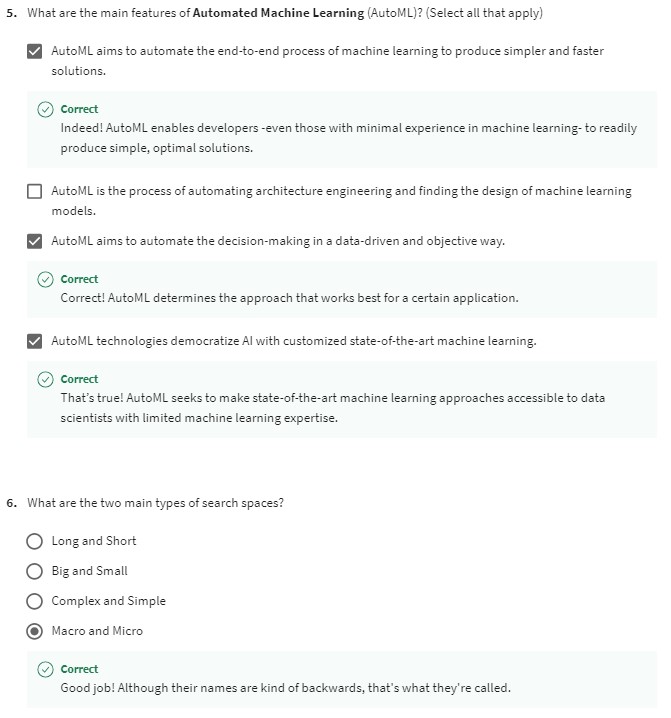 5. What are the main features of Automated Machine Learning (AutoML)? (Select all that apply)
AutoML aims to automate the end-to-end process of machine learning to produce simpler and faster
solutions.
Correct
Indeed! AutoML enables developers -even those with minimal experience in machine learning- to readily
produce simple, optimal solutions.
AutoML is the process of automating architecture engineering and finding the design of machine learning
models.
AutoML aims to automate the decision-making in a data-driven and objective way.
Correct
Correct! AutoML determines the approach that works best for a certain application.
AutoML technologies democratize AI with customized state-of-the-art machine learning.
Correct
That's true! AutoML seeks to make state-of-the-art machine learning approaches accessible to data
scientists with limited machine learning expertise.
6. What are the two main types of search spaces?
Long and Short
Big and Small
Complex and Simple
Macro and Micro
Correct
Good job! Although their names are kind of backwards, that's what they're called.